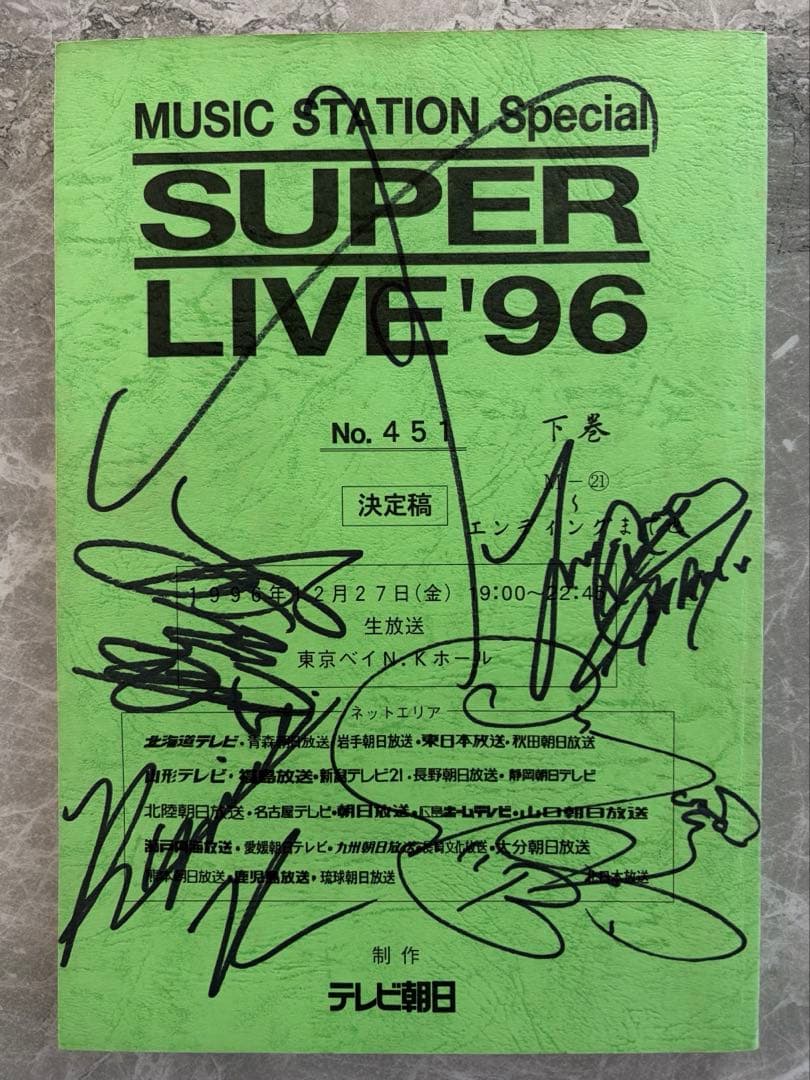 MUSIC STATION Special
SUPER
LIVE'96
No. 451 下巻
M-㉑
決定稿
〜
エンディングまで
1996年12月27日(金) 19:00〜22:48
生放送
東京ベイN.Kホール
ネットエリア
北海道テレビ・青森朝日放送・岩手朝日放送・東日本放送・秋田朝日放送
山形テレビ・福島放送・新潟テレビ21・長野朝日放送・静岡朝日テレビ
北陸朝日放送・名古屋テレビ・朝日放送・広島ホームテレビ・山口朝日放送
瀬戸内海放送・愛媛朝日テレビ・九州朝日放送・長崎文化放送・大分朝日放送
熊本朝日放送・鹿児島放送・琉球朝日放送 北日本放送
制作
テレビ朝日